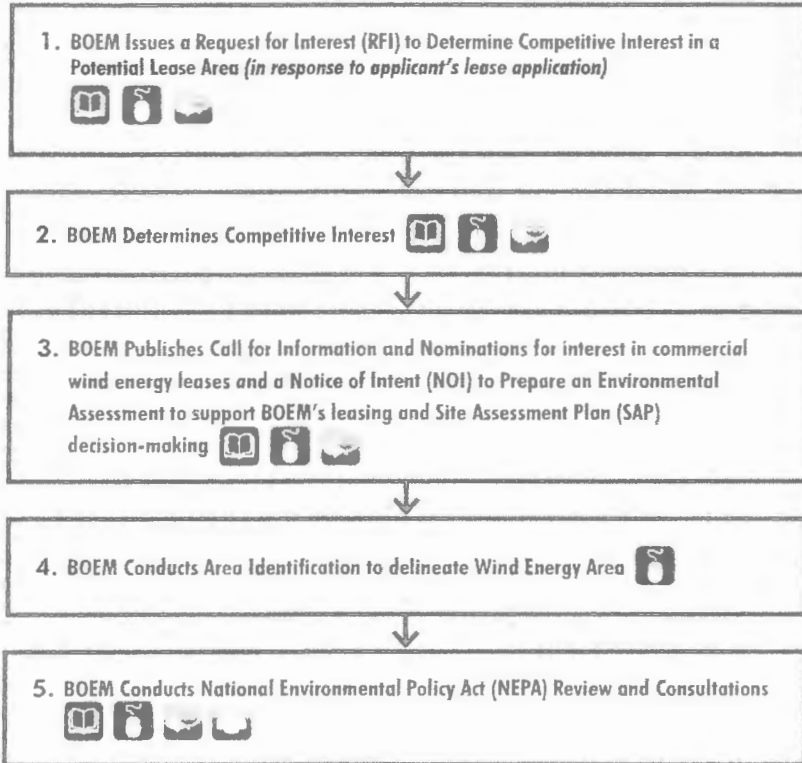 1. BOEM Issues a Request for Interest (RFI) to Determine Competitive Interest in a
Potential Lease Area (in response to applicant's lease application)
2. BOEM Determines Competitive Interest
3. BOEM Publishes Call for Information and Nominations for interest in commercial
wind energy leases and a Notice of Intent (NOI) to Prepare an Environmental
Assessment to support BOEM's leasing and Site Assessment Plan (SAP)
decision-making
4. BOEM Conducts Area Identification to delineate Wind Energy Area
5. BOEM Conducts National Environmental Policy Act (NEPA) Review and Consultations